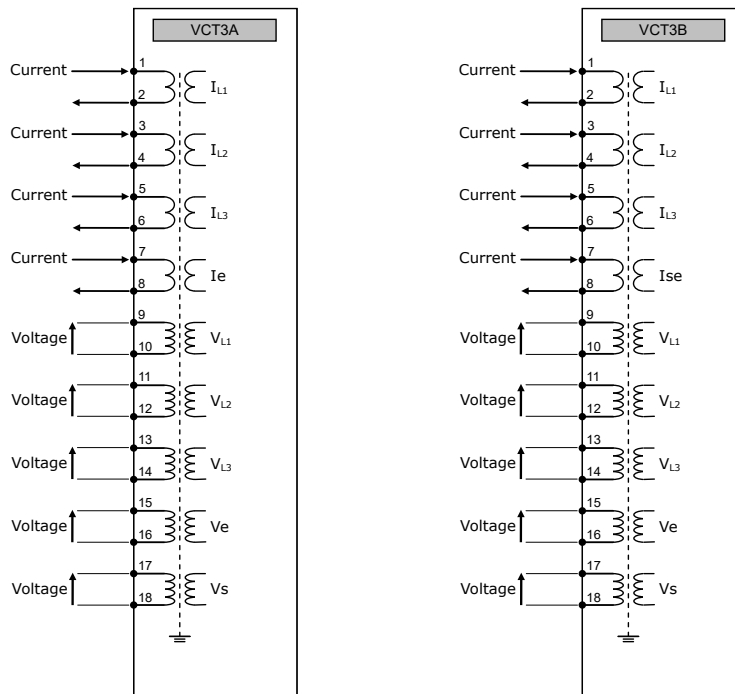 VCT3A
Current 1 I_L1
2
Current 3 I_L2
4
Current 5 I_L3
6
Current 7 Ie
8
Voltage 9 V_L1
10
Voltage 11 V_L2
12
Voltage 13 V_L3
14
Voltage 15 Ve
16
Voltage 17 Vs
18
VCT3B
Current 1 I_L1
2
Current 3 I_L2
4
Current 5 I_L3
6
Current 7 Ise
8
Voltage 9 V_L1
10
Voltage 11 V_L2
12
Voltage 13 V_L3
14
Voltage 15 Ve
16
Voltage 17 Vs
18